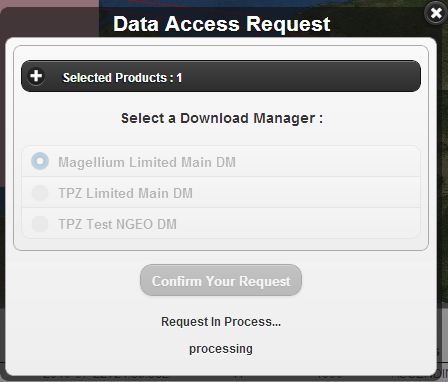 Data Access Request
Selected Products : 1
Select a Download Manager :
Magellium Limited Main DM
TPZ Limited Main DM
TPZ Test NGEO DM
Confirm Your Request
Request In Process...
processing